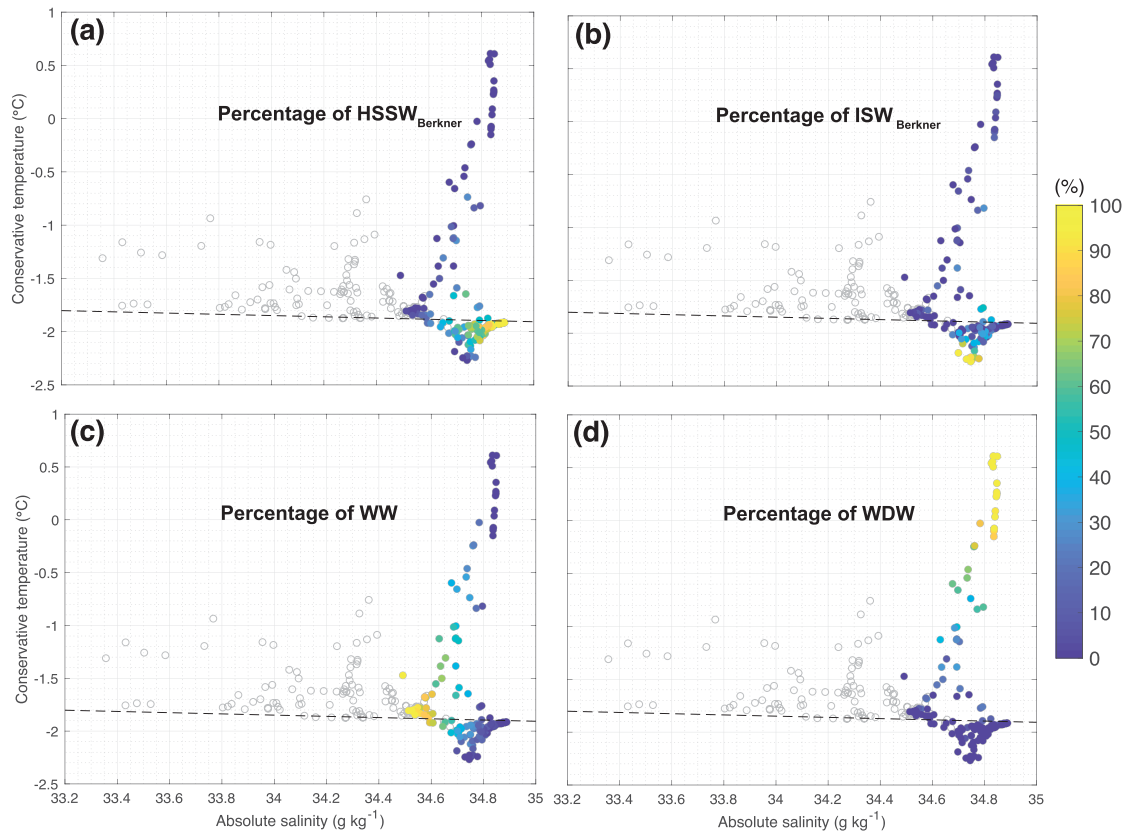 (a)
Percentage of HSSW Berkner
1
0.5
0
-0.5
-1
-1.5
-2
-2.5
Conservative temperature (°C)
(b)
Percentage of ISW Berkner
(%)
100
90
80
70
60
50
40
30
20
10
0
(c)
Percentage of WW
0.5
0
-0.5
-1
-1.5
-2
-2.5
Conservative temperature (°C)
33.2 33.4 33.6 33.8 34 34.2 34.4 34.6 34.8 35
Absolute salinity (g kg⁻¹)
(d)
Percentage of WDW
33.2 33.4 33.6 33.8 34 34.2 34.4 34.6 34.8 35
Absolute salinity (g kg⁻¹)